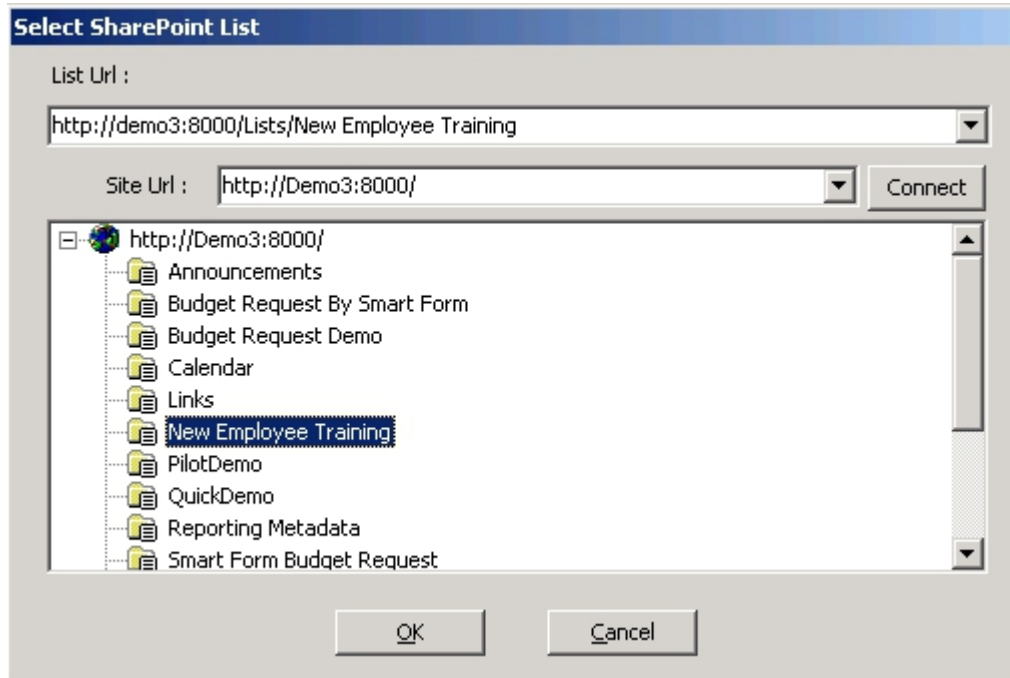 Select SharePoint List
List Url :
http://demo3:8000/Lists/New Employee Training
Site Url : http://Demo3:8000/ Connect
http://Demo3:8000/
Announcements
Budget Request By Smart Form
Budget Request Demo
Calendar
Links
New Employee Training
PilotDemo
QuickDemo
Reporting Metadata
Smart Form Budget Request
OK Cancel